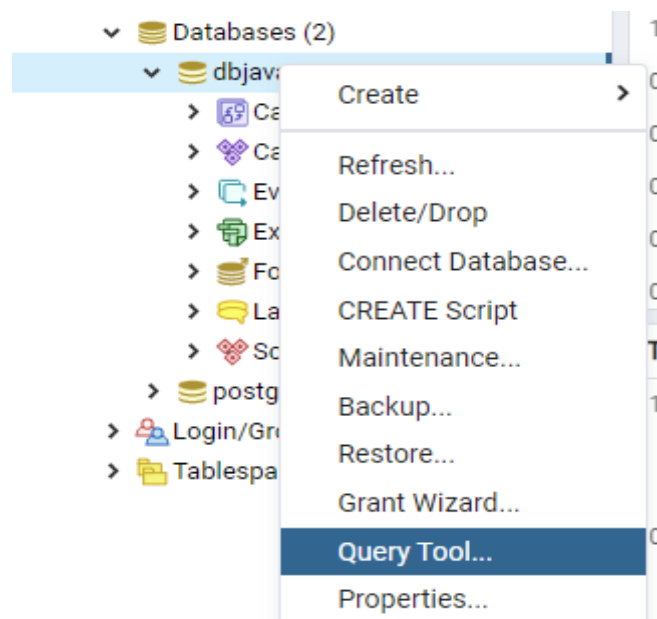 Databases (2)
dbjava
Create
Refresh...
Delete/Drop
Connect Database...
CREATE Script
Maintenance...
Backup...
Restore...
Grant Wizard...
Query Tool...
Properties...
Ca
Ca
Ev
Ex
Fo
La
Sc
postg
Login/Gr
Tablespa